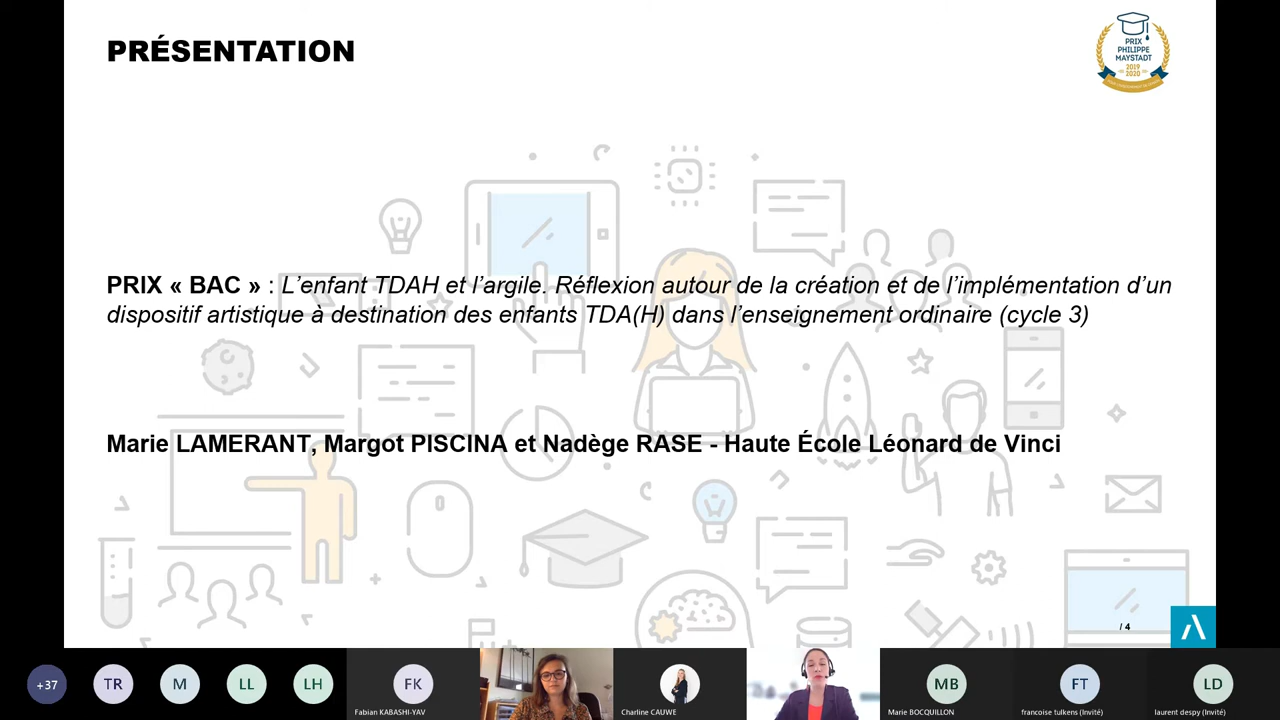 PRÉSENTATION
PRIX
PHILIPPE
MAYSTADT
2019
2020
PRIX « BAC » : L’enfant TDAH et l’argile. Réflexion autour de la création et de l’implémentation d’un
dispositif artistique à destination des enfants TDA(H) dans l’enseignement ordinaire (cycle 3)
Marie LAMERANT, Margot PISCINA et Nadège RASE - Haute École Léonard de Vinci
/ 4
+37
TR
M
LL
LH
FK
MB
FT
LD
Fabian KABASHI-YAV
Charline CAUWE
Marie BOCQUILLON
francoise tulkens (Invité)
laurent despy (Invité)